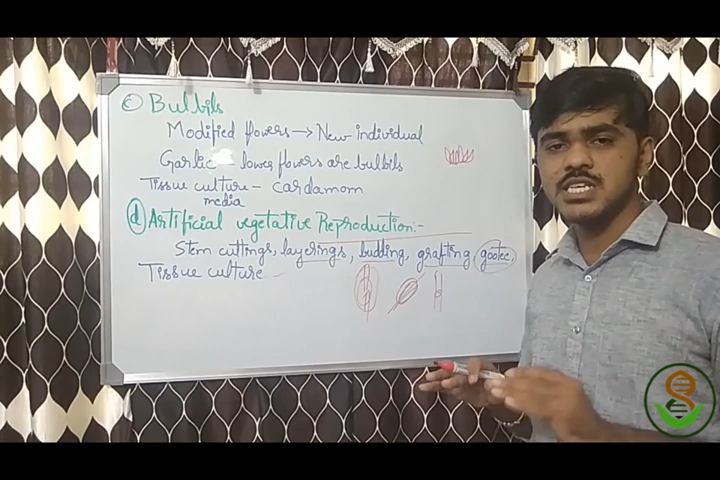 c Bulbils
Modified flowers → New individual
Garlic lower flowers are bulbils
Tissue culture - cardamom
media
d Artificial vegetative Reproduction:-
Stem cuttings, layerings, budding, grafting, gootee,
Tissue culture -